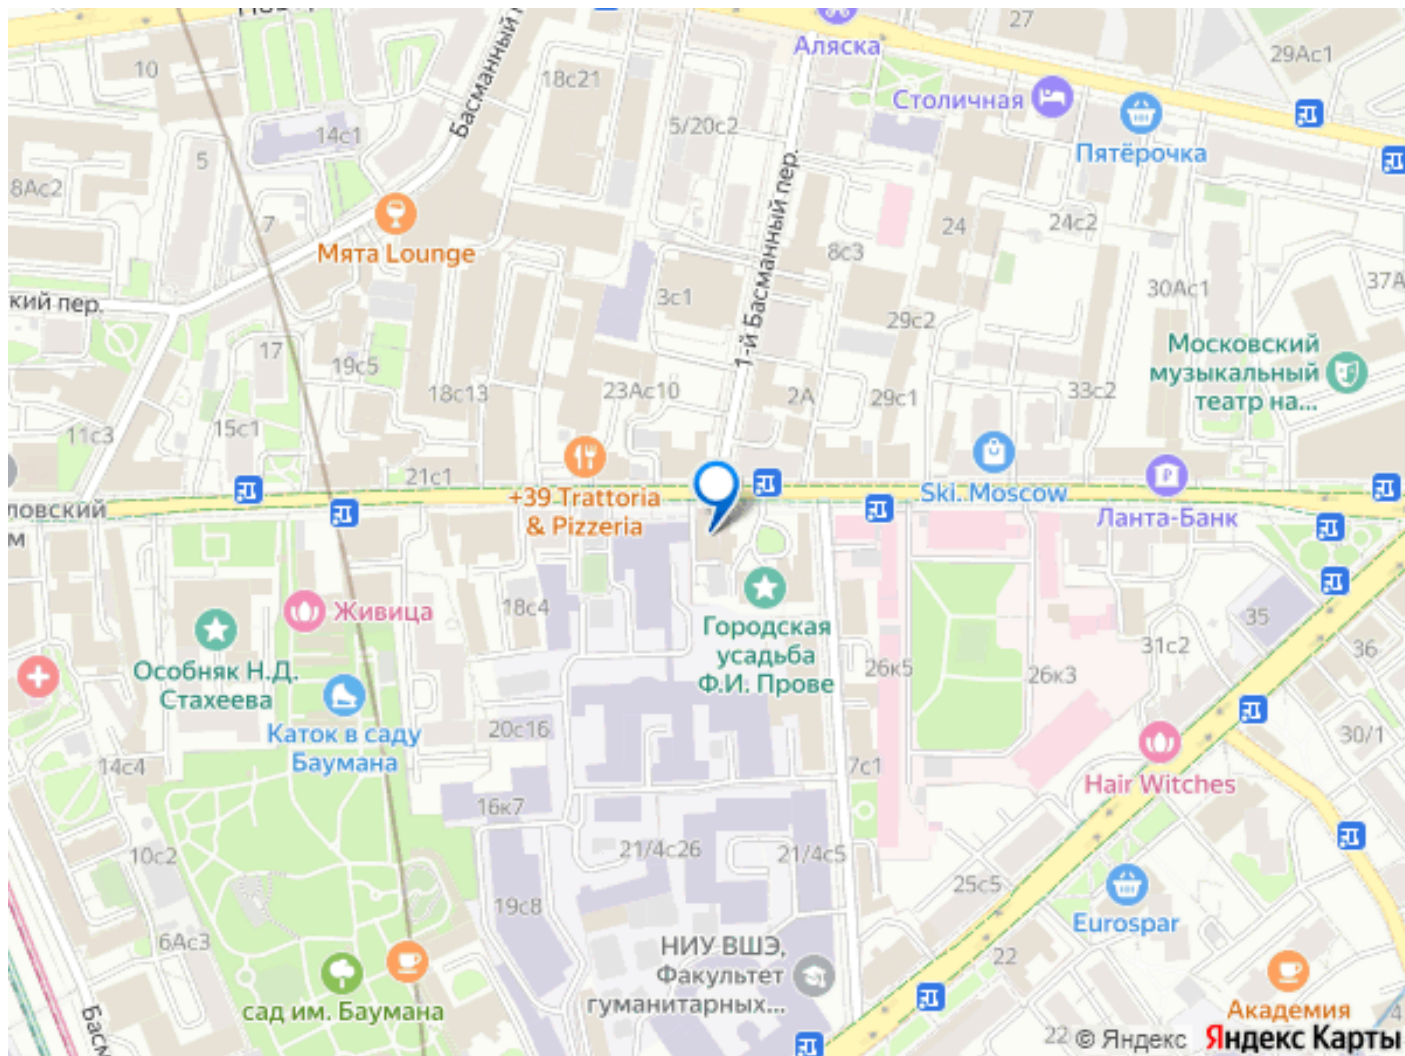 27
Аляска
29Ас1
10
18с21
Басманный
Столичная
Пятёрочка
14с1
5/20с2
5
8Ас2
7
Мята Lounge
1-й Басманный пер.
24
24с2
8с3
кий пер.
3с1
30Ас1
37А
29с2
17
19с5
Московский
музыкальный
театр на...
18с13
23Ас10
2А
29с1
33с2
11с3
15с1
21с1
+39 Trattoria
& Pizzeria
Ski. Moscow
Ланта-Банк
ловский
м
18с4
Живица
35
Городская
усадьба
Ф.И. Прове
31с2
36
Особняк Н.Д.
Стахеева
26к5
26к3
20с16
Каток в саду
Баумана
30/1
14с4
7с1
Hair Witches
16к7
10с2
21/4с26
21/4с5
25с5
19с8
Eurospar
6Ас3
НИУ ВШЭ,
Факультет
гуманитарных...
22
сад им. Баумана
Академия
Басм
22
4
© Яндекс
Яндекс Карты